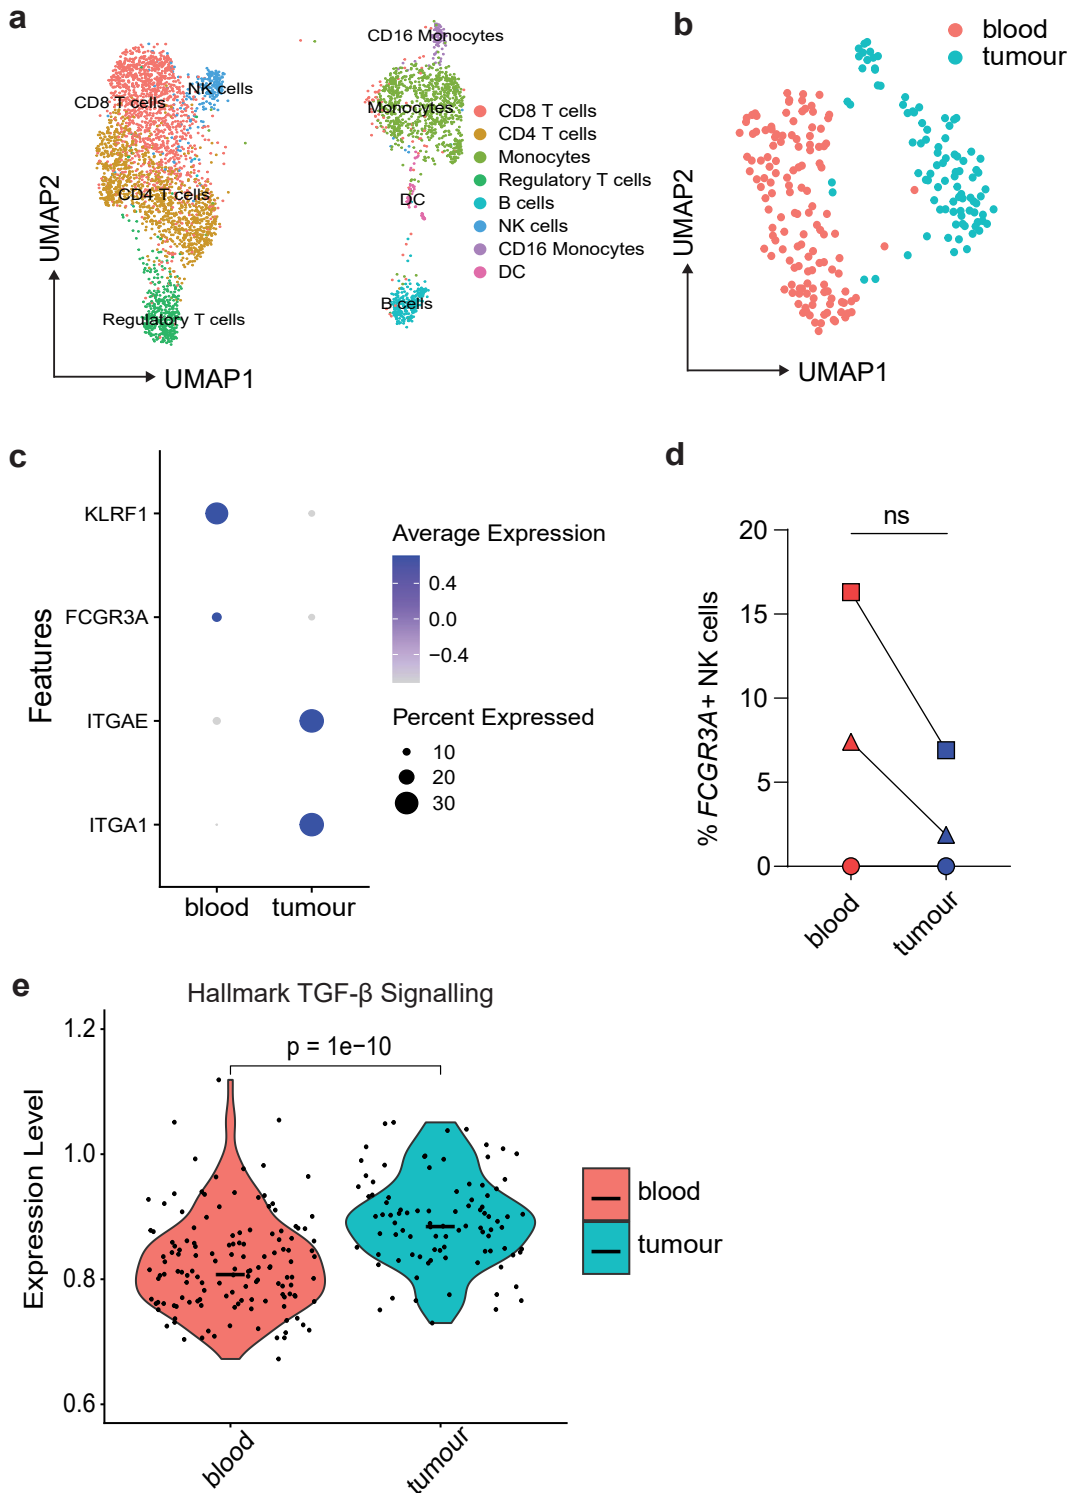 a
CD8 T cells
NK cells
CD4 T cells
Regulatory T cells
CD16 Monocytes
Monocytes
DC
B cells
CD8 T cells
CD4 T cells
Monocytes
Regulatory T cells
B cells
NK cells
CD16 Monocytes
DC
UMAP2
UMAP1
b
blood
tumour
UMAP2
UMAP1
c
Features
KLRF1
FCGR3A
ITGAE
ITGA1
blood tumour
Average Expression
0.4
0.0
−0.4
Percent Expressed
10
20
30
d
% FCGR3A+ NK cells
20
15
10
5
0
ns
blood
tumour
e
Hallmark TGF-β Signalling
Expression Level
1.2
1.0
0.8
0.6
p = 1e−10
blood
tumour
blood
tumour